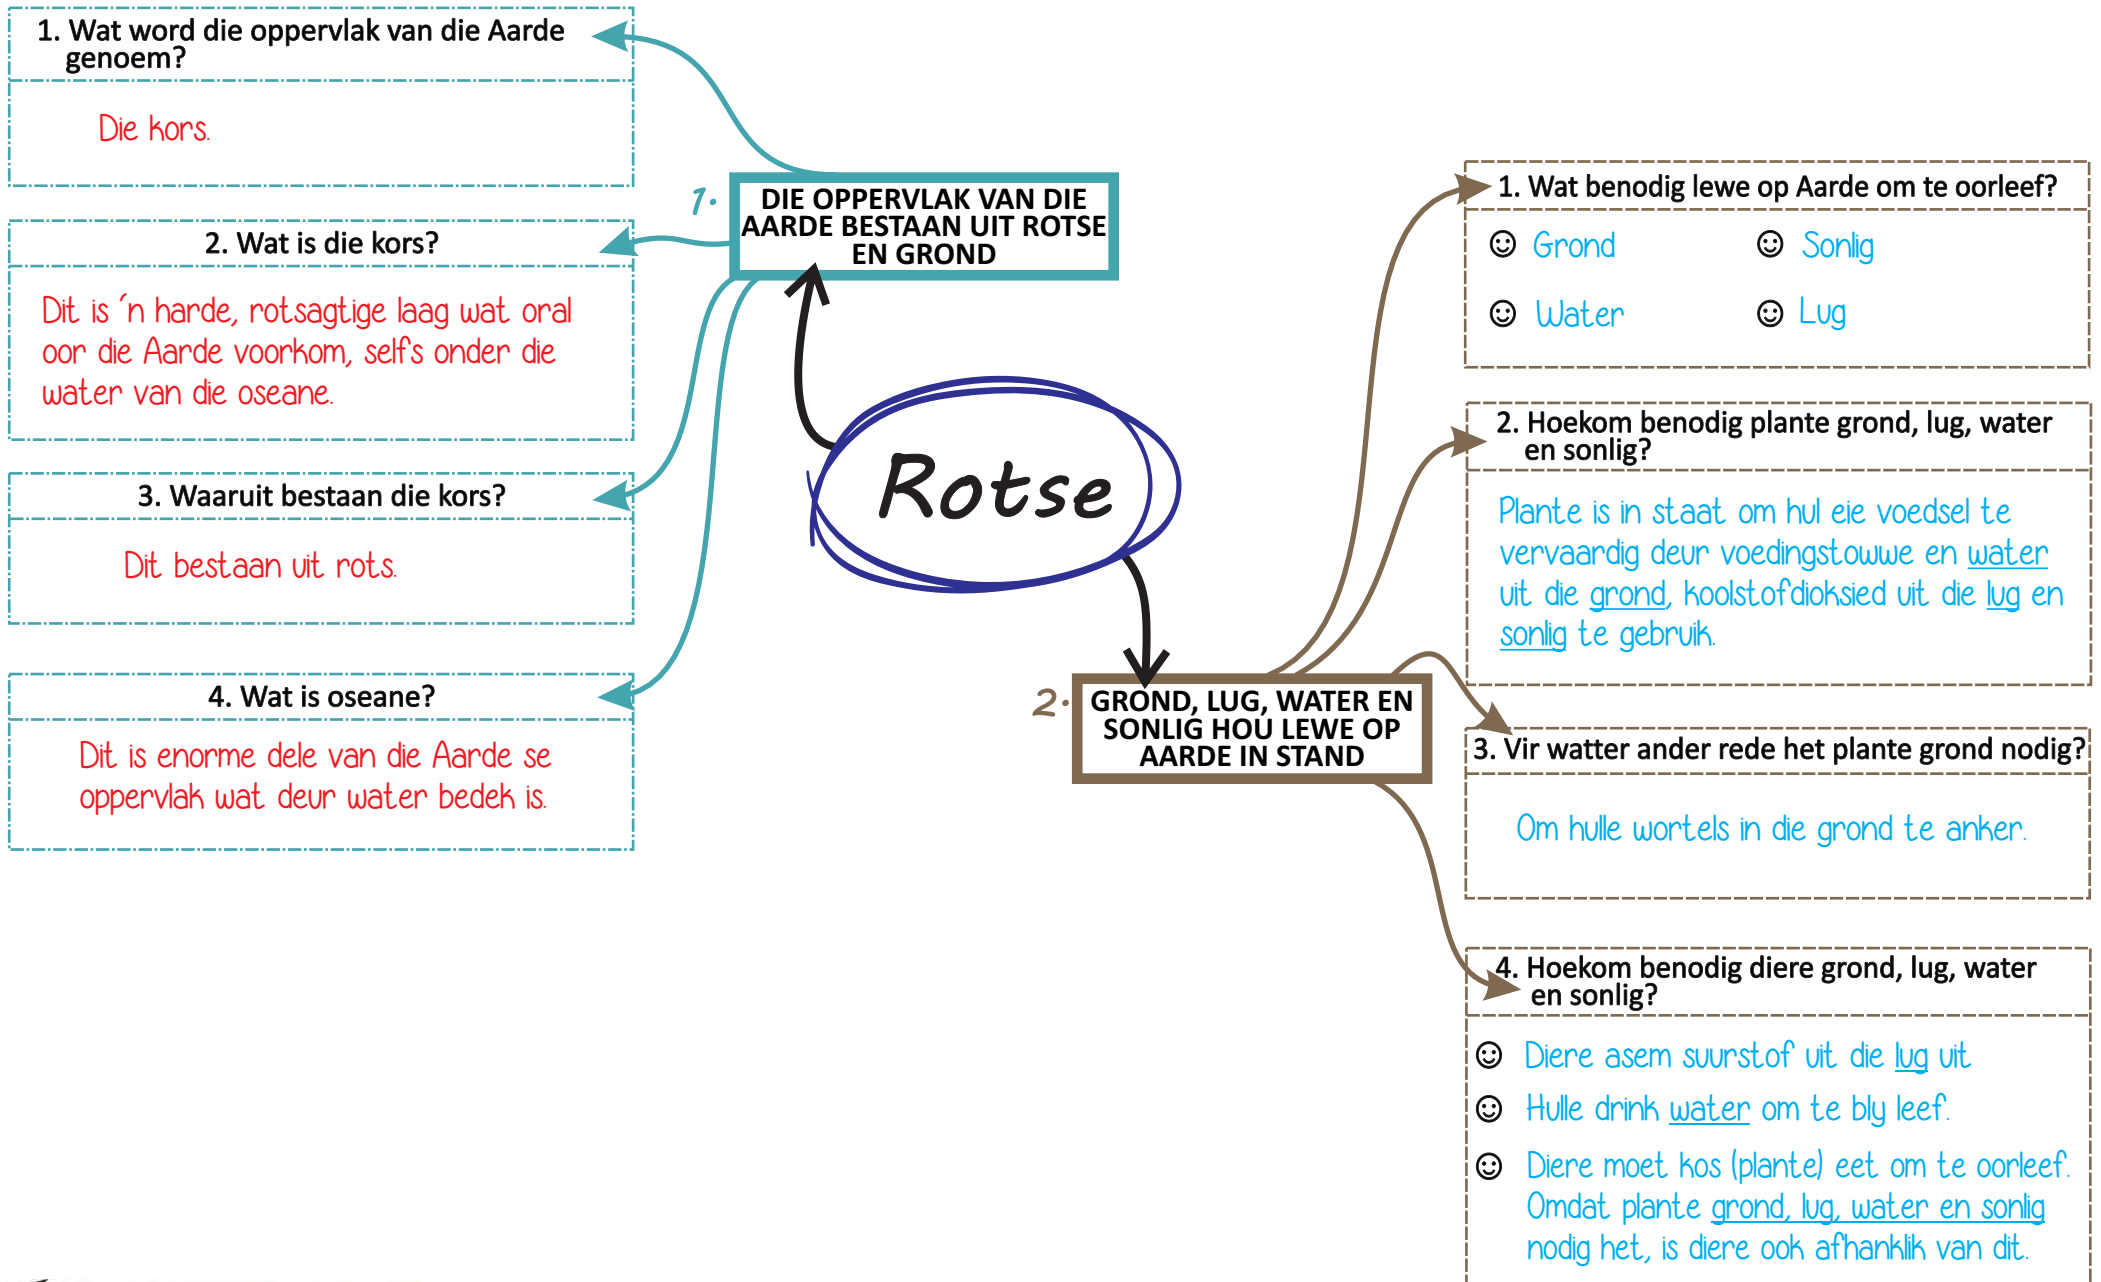 Rotse
1.
DIE OPPERVLAK VAN DIE
AARDE BESTAAN UIT ROTSE
EN GROND
1. Wat word die oppervlak van die Aarde
genoem?
Die kors.
2. Wat is die kors?
Dit is 'n harde, rotsagtige laag wat oral
oor die Aarde voorkom, selfs onder die
water van die oseane.
3. Waaruit bestaan die kors?
Dit bestaan uit rots.
4. Wat is oseane?
Dit is enorme dele van die Aarde se
oppervlak wat deur water bedek is.
2.
GROND, LUG, WATER EN
SONLIG HOU LEWE OP
AARDE IN STAND
1. Wat benodig lewe op Aarde om te oorleef?
Grond
Sonlig
Water
Lug
2. Hoekom benodig plante grond, lug, water
en sonlig?
Plante is in staat om hul eie voedsel te
vervaardig deur voedingstowwe en water
uit die grond, koolstofdioksied uit die lug en
sonlig te gebruik.
3. Vir watter ander rede het plante grond nodig?
Om hulle wortels in die grond te anker.
4. Hoekom benodig diere grond, lug, water
en sonlig?
Diere asem suurstof uit die lug uit
Hulle drink water om te bly leef.
Diere moet kos (plante) eet om te oorleef.
Omdat plante grond, lug, water en sonlig
nodig het, is diere ook afhanklik van dit.